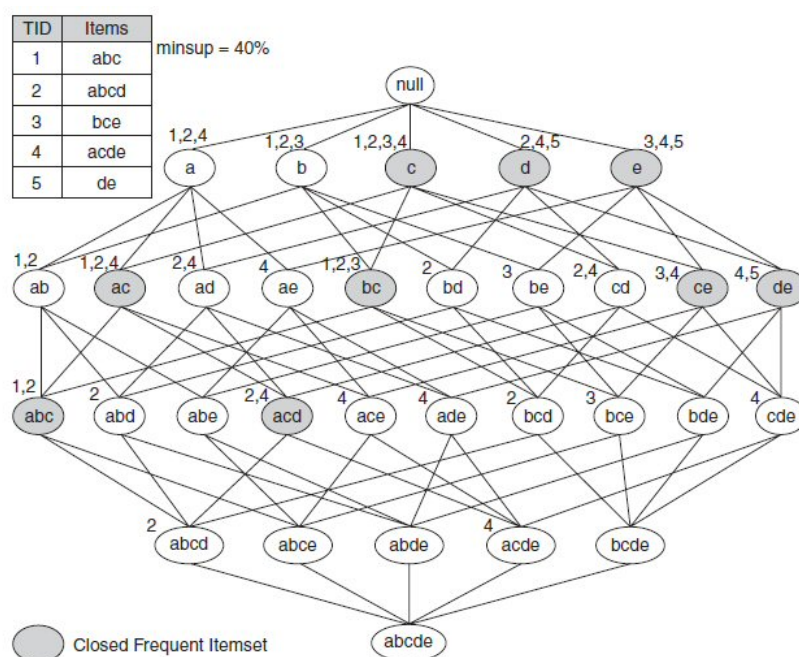 TID Items
1 abc
2 abcd
3 bce
4 acde
5 de
minsup = 40%
null
1,2,4 1,2,3 1,2,3,4 2,4,5 3,4,5
a b c d e
1,2 1,2,4 2,4 4 1,2,3 2 3 2,4 3,4 4,5
ab ac ad ae bc bd be cd ce de
1,2 2 2,4 4 4 2 3 4
abc abd abe acd ace ade bcd bce bde cde
2 4
abcd abce abde acde bcde
abcde
Closed Frequent Itemset